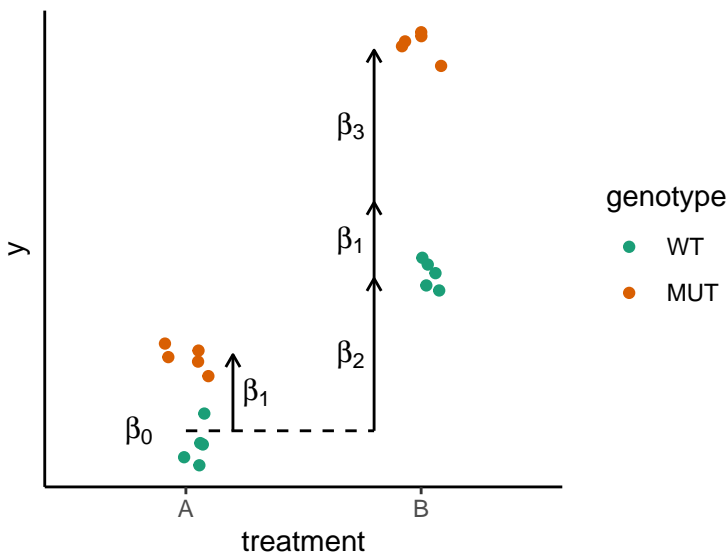 y
β₃
β₁
β₂
β₁
β₀
A
B
treatment
genotype
WT
MUT